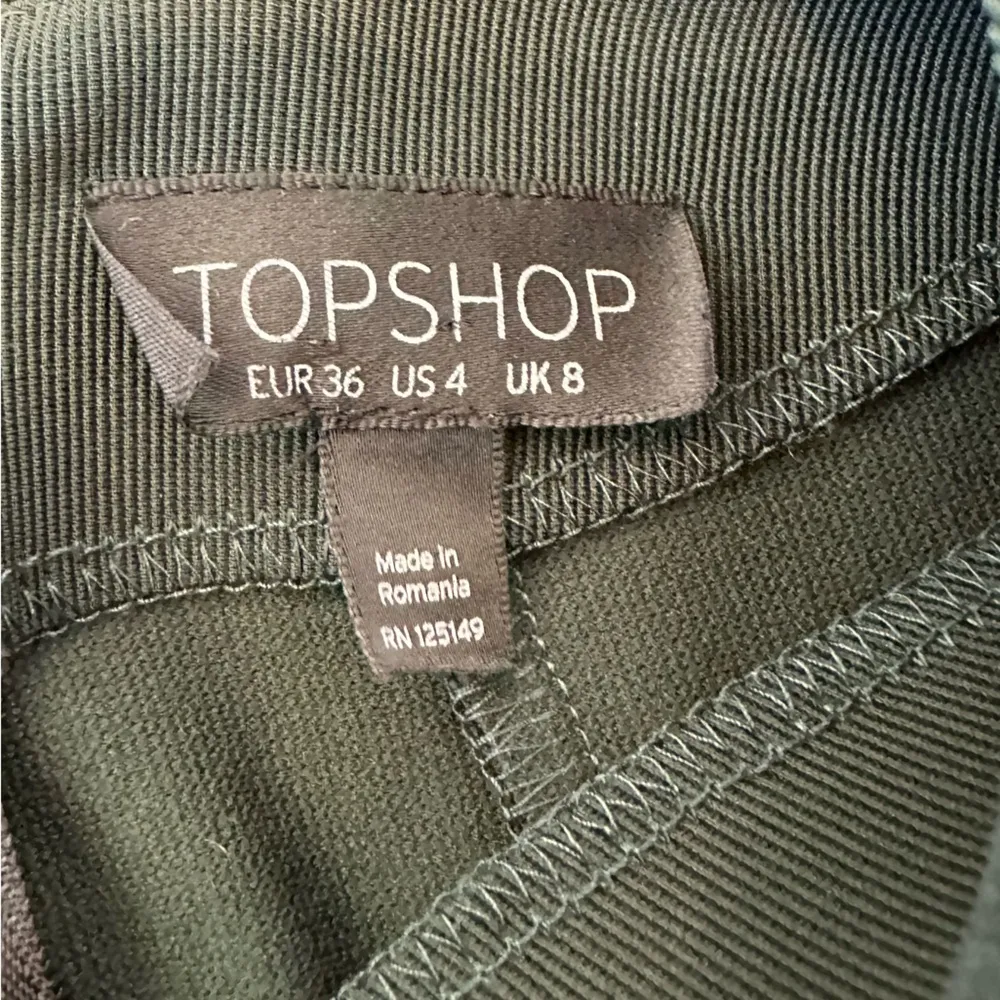 TOPSHOP
EUR 36 US 4 UK 8
Made in
Romania
RN 125149